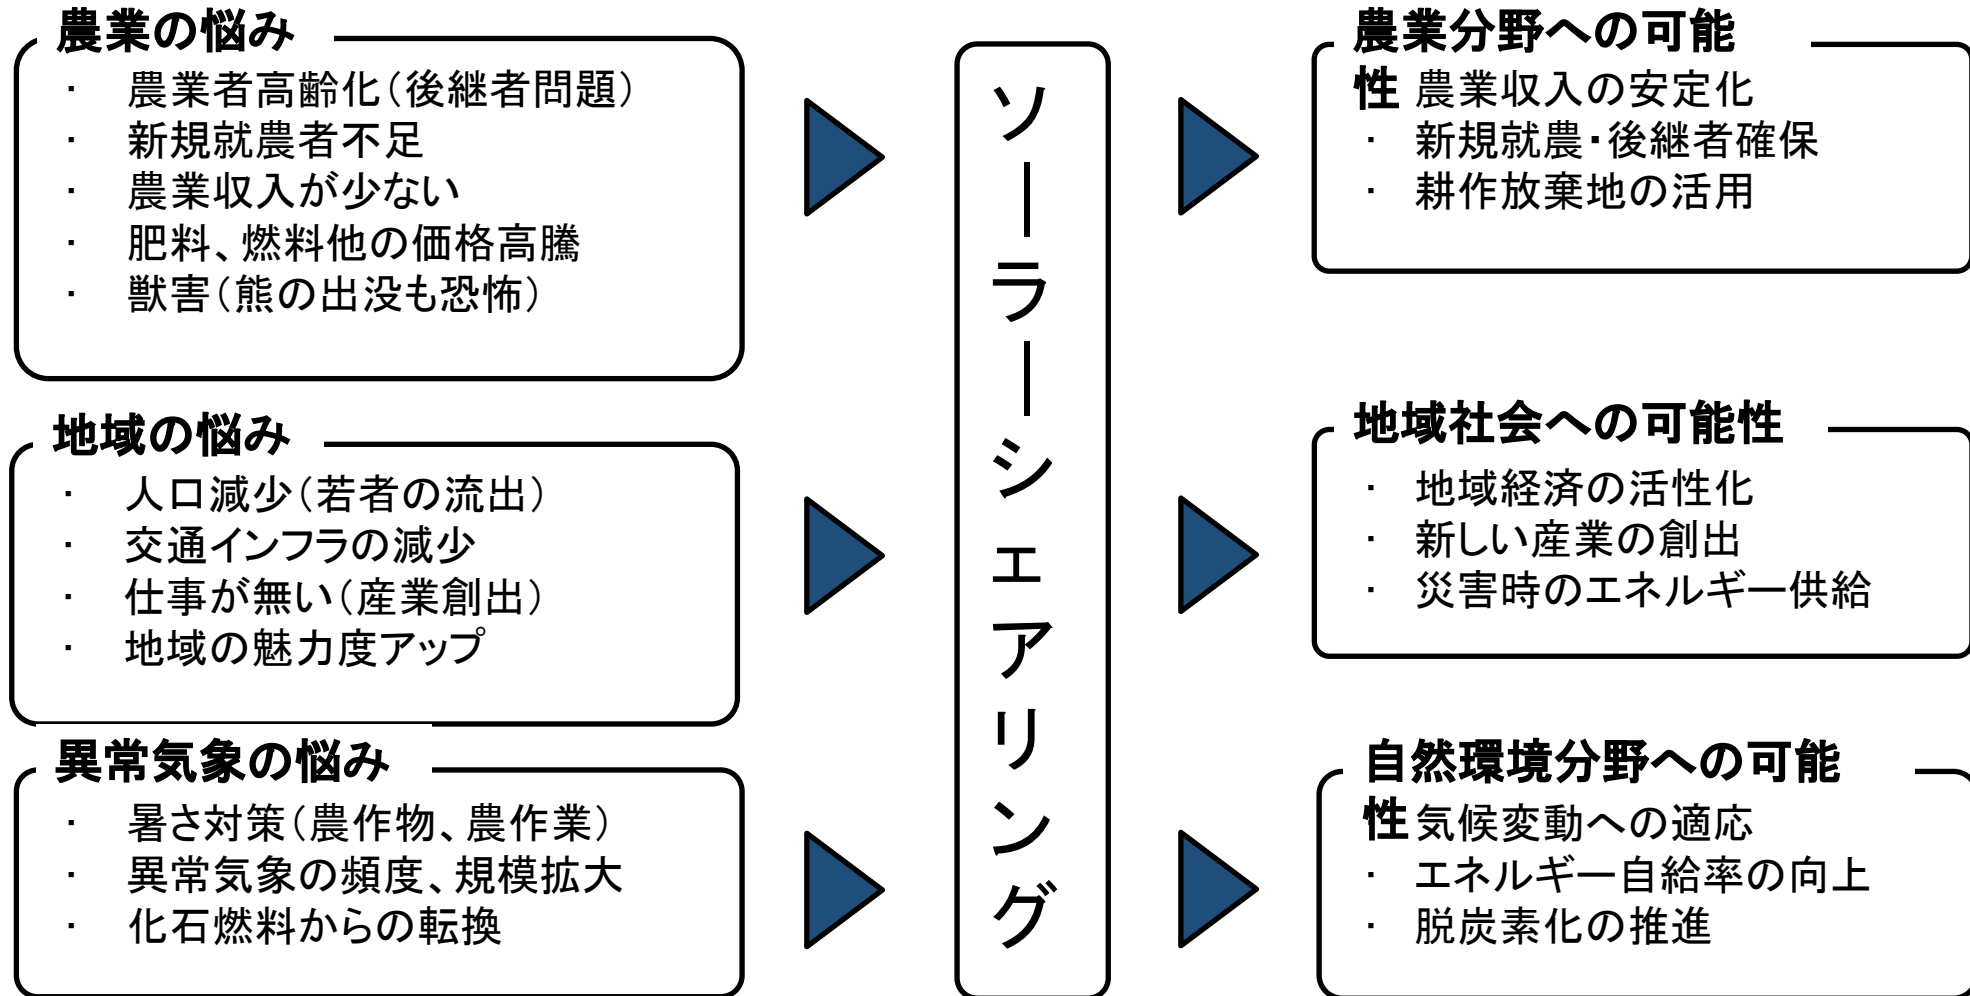 農業の悩み
・ 農業者高齢化(後継者問題)
・ 新規就農者不足
・ 農業収入が少ない
・ 肥料、燃料他の価格高騰
・ 獣害(熊の出没も恐怖)
地域の悩み
・ 人口減少(若者の流出)
・ 交通インフラの減少
・ 仕事が無い(産業創出)
・ 地域の魅力度アップ
異常気象の悩み
・ 暑さ対策(農作物、農作業)
・ 異常気象の頻度、規模拡大
・ 化石燃料からの転換
ソーラーシェアリング
農業分野への可能
性
農業収入の安定化
・ 新規就農・後継者確保
・ 耕作放棄地の活用
地域社会への可能性
・ 地域経済の活性化
・ 新しい産業の創出
・ 災害時のエネルギー供給
自然環境分野への可能
性
気候変動への適応
・ エネルギー自給率の向上
・ 脱炭素化の推進